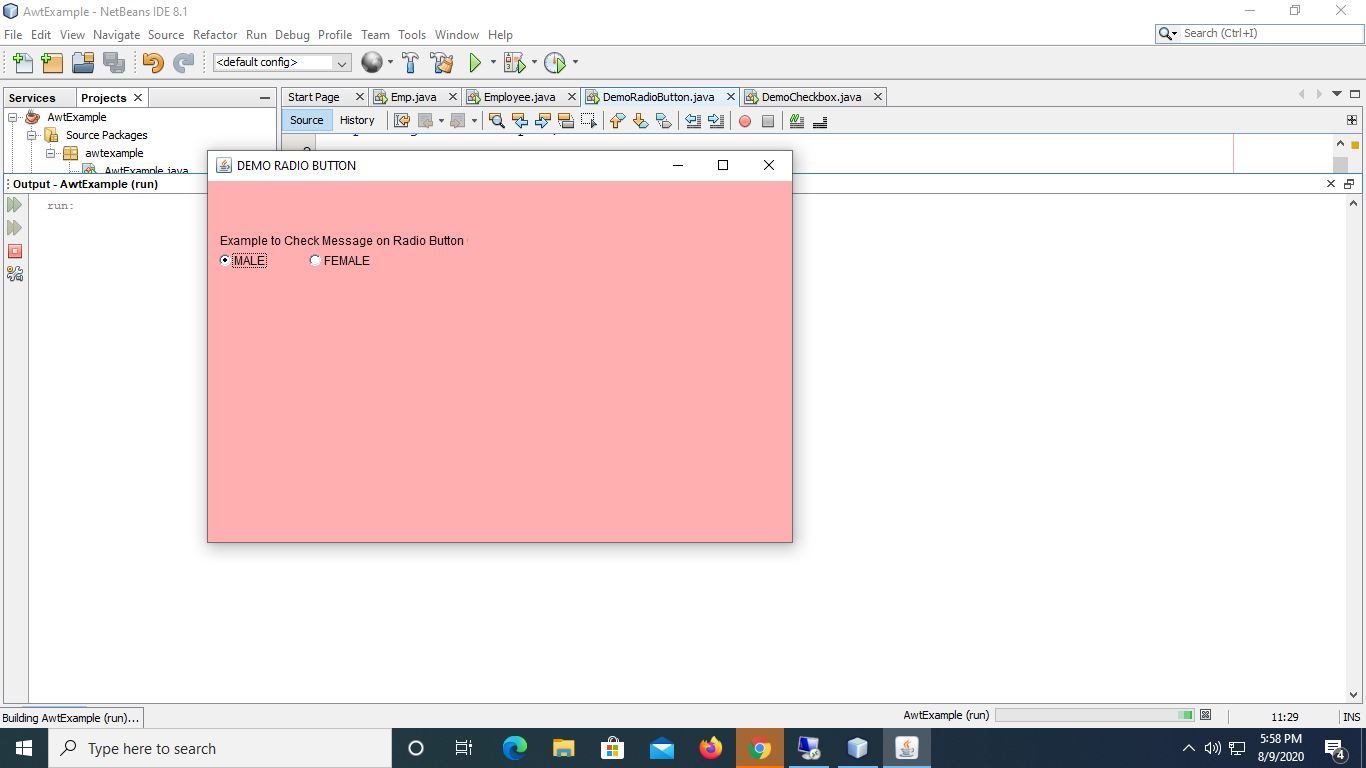 AwtExample - NetBeans IDE 8.1
File Edit View Navigate Source Refactor Run Debug Profile Team Tools Window Help
Search (Ctrl+I)
<default config>
Services Projects
Start Page Emp.java Employee.java DemoRadioButton.java DemoCheckbox.java
AwtExample
Source Packages
awtexample
AwtExample.java
Source History
Output - AwtExample (run)
run:
DEMO RADIO BUTTON
Example to Check Message on Radio Button
MALE FEMALE
Building AwtExample (run)...
AwtExample (run)
11:29
INS
Type here to search
5:58 PM
8/9/2020
4